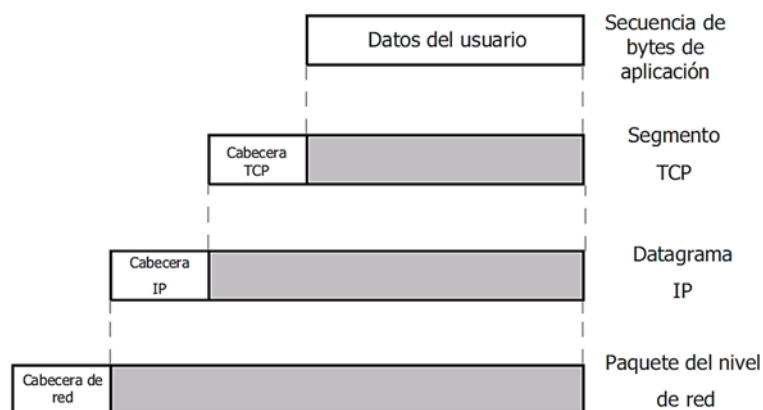 Datos del usuario
Secuencia de
bytes de
aplicación
Cabecera
TCP
Segmento
TCP
Cabecera
IP
Datagrama
IP
Cabecera de
red
Paquete del nivel
de red